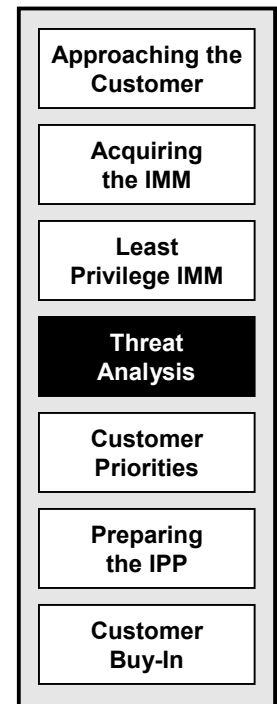 Approaching the
Customer
Acquiring
the IMM
Least
Privilege IMM
Threat
Analysis
Customer
Priorities
Preparing
the IPP
Customer
Buy-In